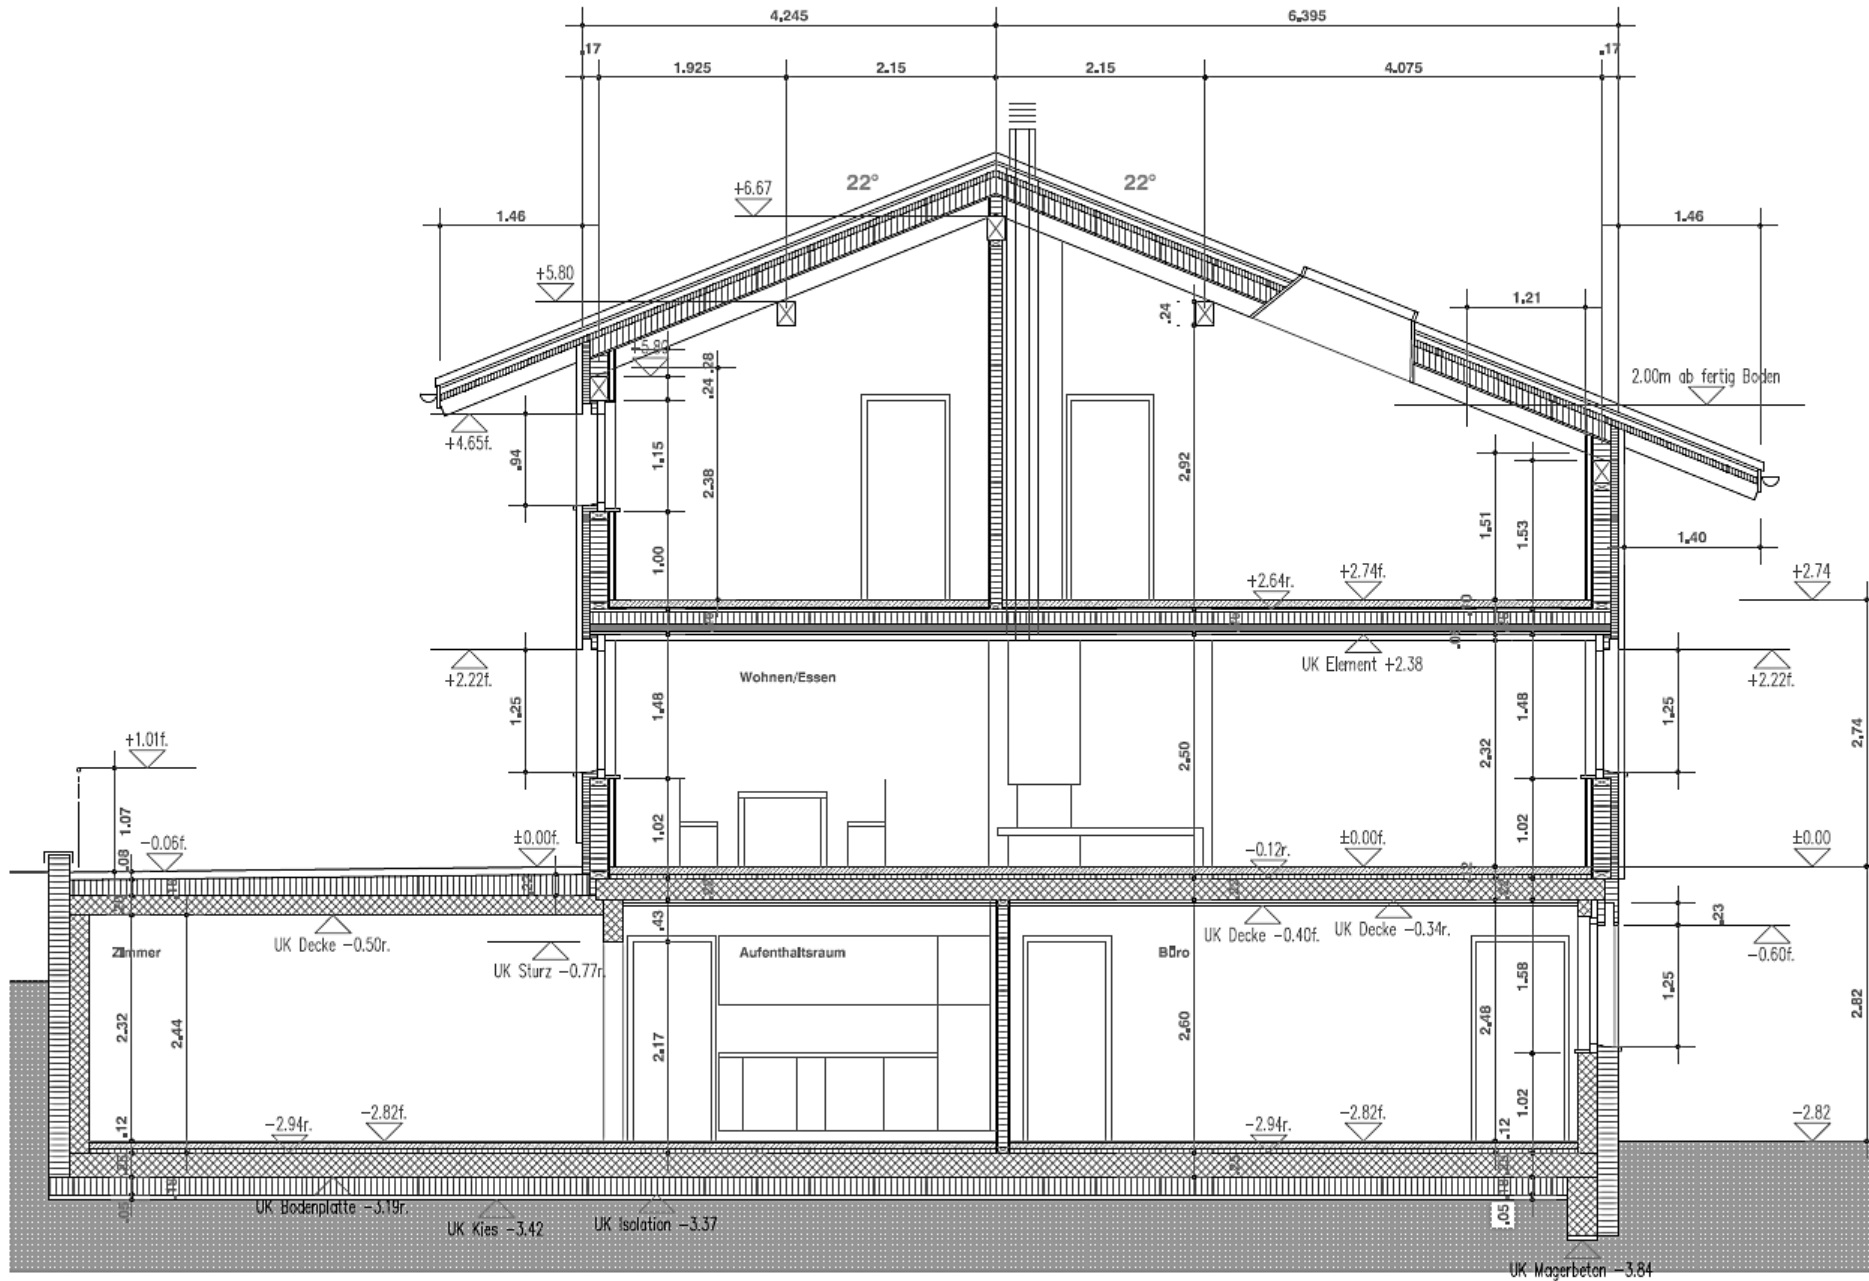 4.245 6.395
.17 .17
1.925 2.15 2.15 4.075
22° 22°
+6.67
1.46 1.46
+5.80
1.21
.24
+5.80
.28
.24
2.00m ab fertig Boden
+4.65f.
.94
1.15
2.38
2.92
1.51
1.53
1.40
1.00
+2.64r. +2.74f. +2.74
UK Element +2.38
+2.22f. +2.22f.
Wohnen/Essen
1.25
1.48
1.48
1.25
2.50
2.32
2.74
+1.01f.
1.07
1.02
1.02
-0.06f. ±0.00f. -0.12r. ±0.00f. ±0.00
.08
.43
.23
UK Decke -0.50r.
UK Sturz -0.77r.
UK Decke -0.40f.
UK Decke -0.34r.
-0.60f.
Zimmer
Aufenthaltsraum
Büro
2.32
2.44
2.17
2.60
2.48
1.58
1.25
2.82
1.02
.12
-2.94r. -2.82f. -2.94r. -2.82f. -2.82
.12
.05
UK Bodenplatte -3.19r.
UK Kies -3.42
UK Isolation -3.37
UK Magerbeton -3.84